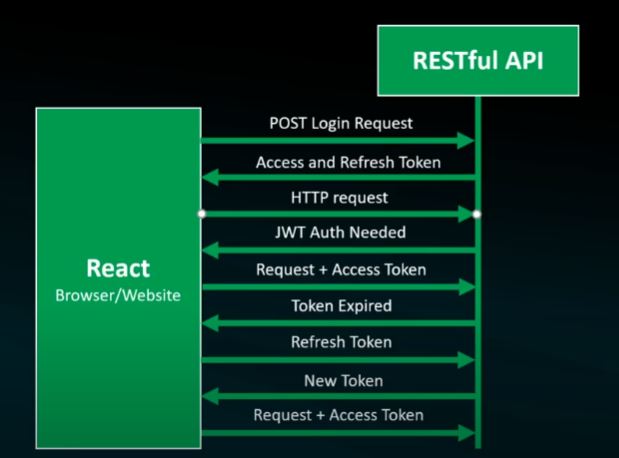 RESTful API
POST Login Request
Access and Refresh Token
HTTP request
JWT Auth Needed
React
Browser/Website
Request + Access Token
Token Expired
Refresh Token
New Token
Request + Access Token